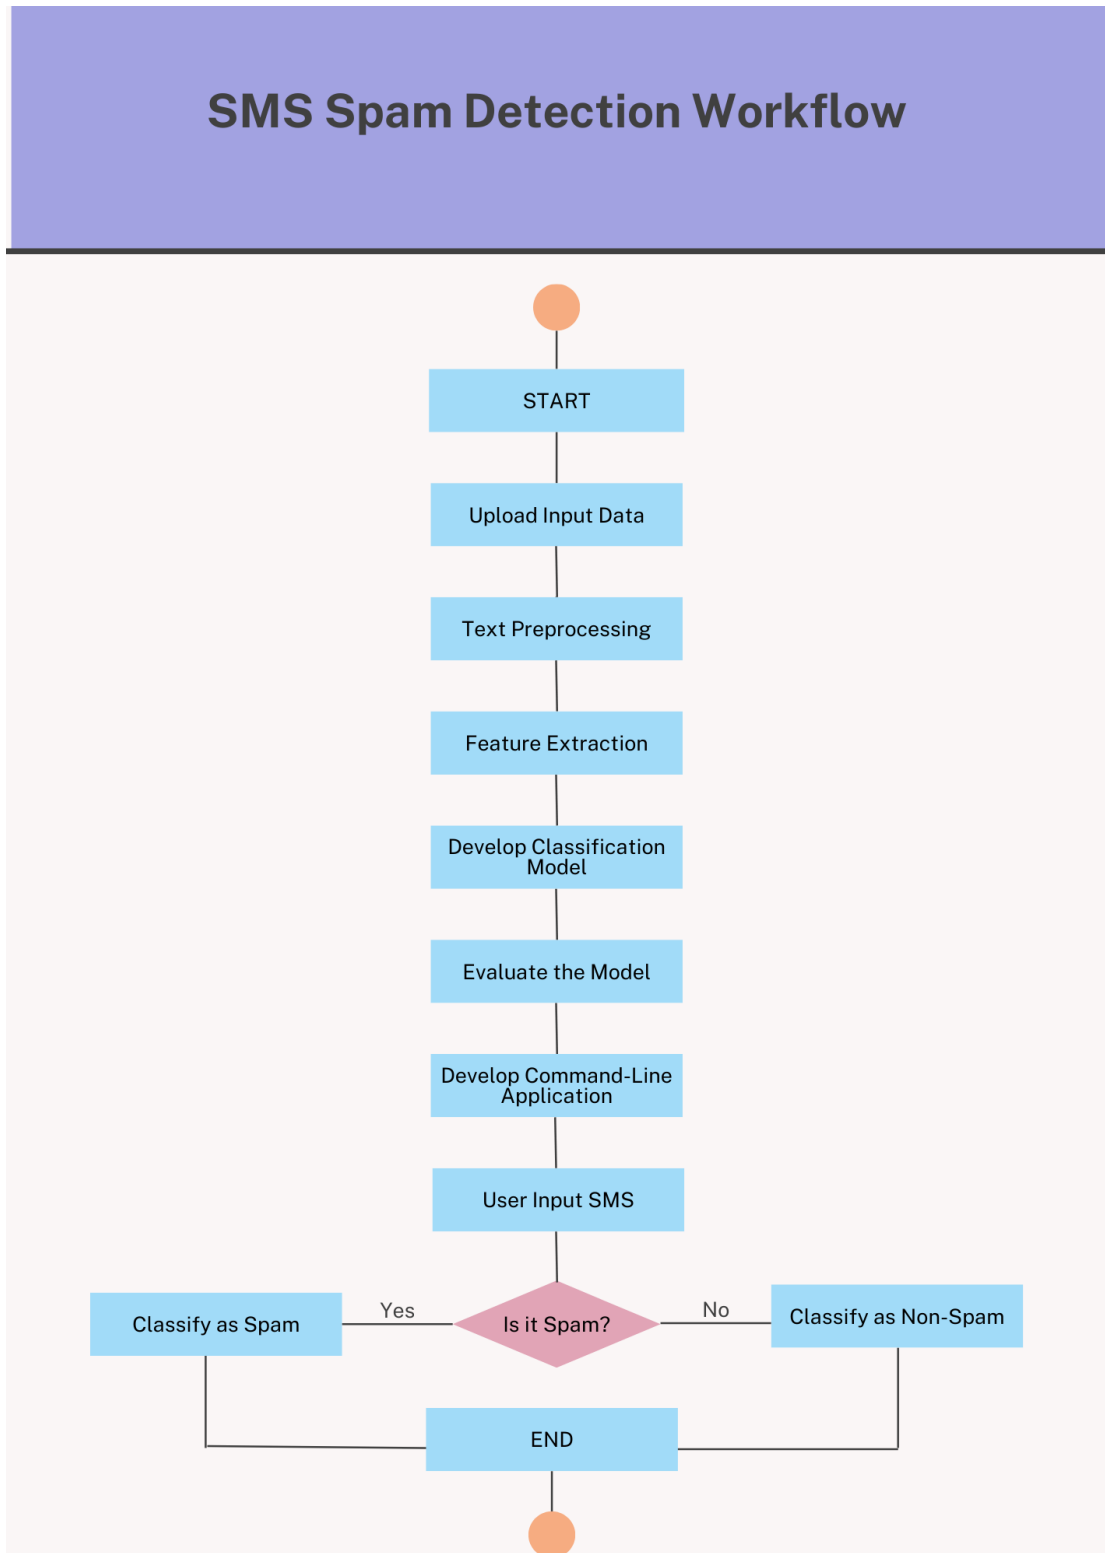 SMS Spam Detection Workflow
START
Upload Input Data
Text Preprocessing
Feature Extraction
Develop Classification
Model
Evaluate the Model
Develop Command-Line
Application
User Input SMS
Classify as Spam
Yes
Is it Spam?
No
Classify as Non-Spam
END